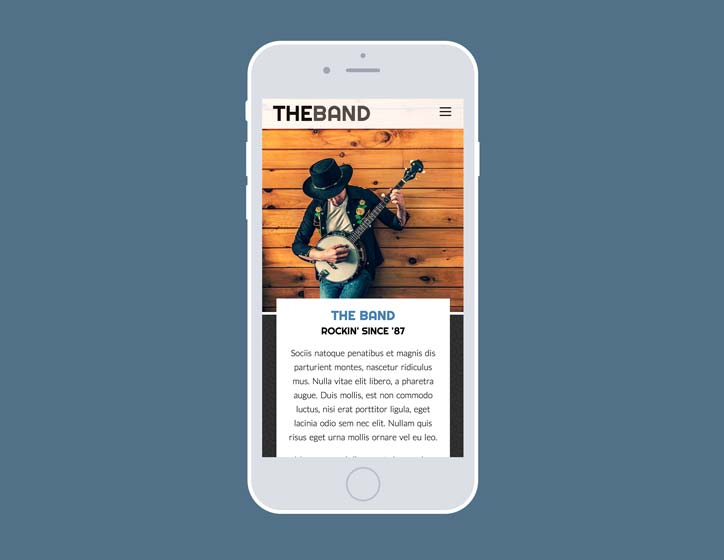 THEBAND
THE BAND
ROCKIN' SINCE '87
Sociis natoque penatibus et magnis dis
parturient montes, nascetur ridiculus
mus. Nulla vitae elit libero, a pharetra
augue. Duis mollis, est non commodo
luctus, nisi erat porttitor ligula, eget
lacinia odio sem nec elit. Nullam quis
risus eget urna mollis ornare vel eu leo.